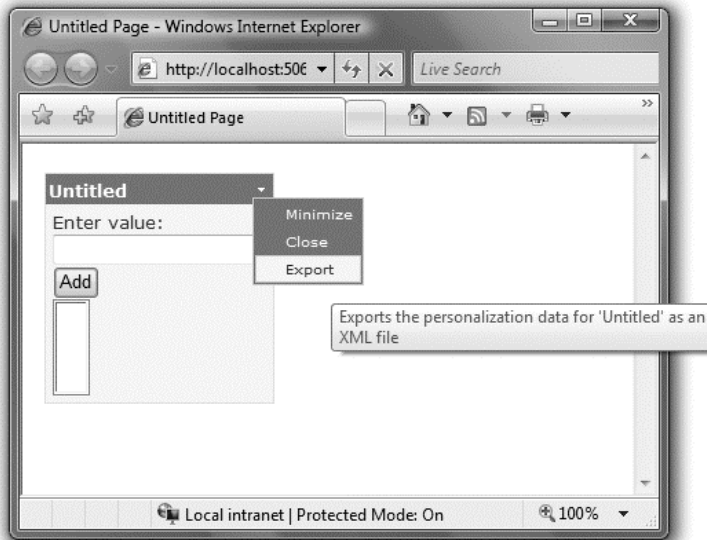 Untitled Page - Windows Internet Explorer
http://localhost:506
Live Search
Untitled Page
Untitled
Enter value:
Minimize
Close
Export
Add
Exports the personalization data for 'Untitled' as an
XML file
Local intranet | Protected Mode: On
100%